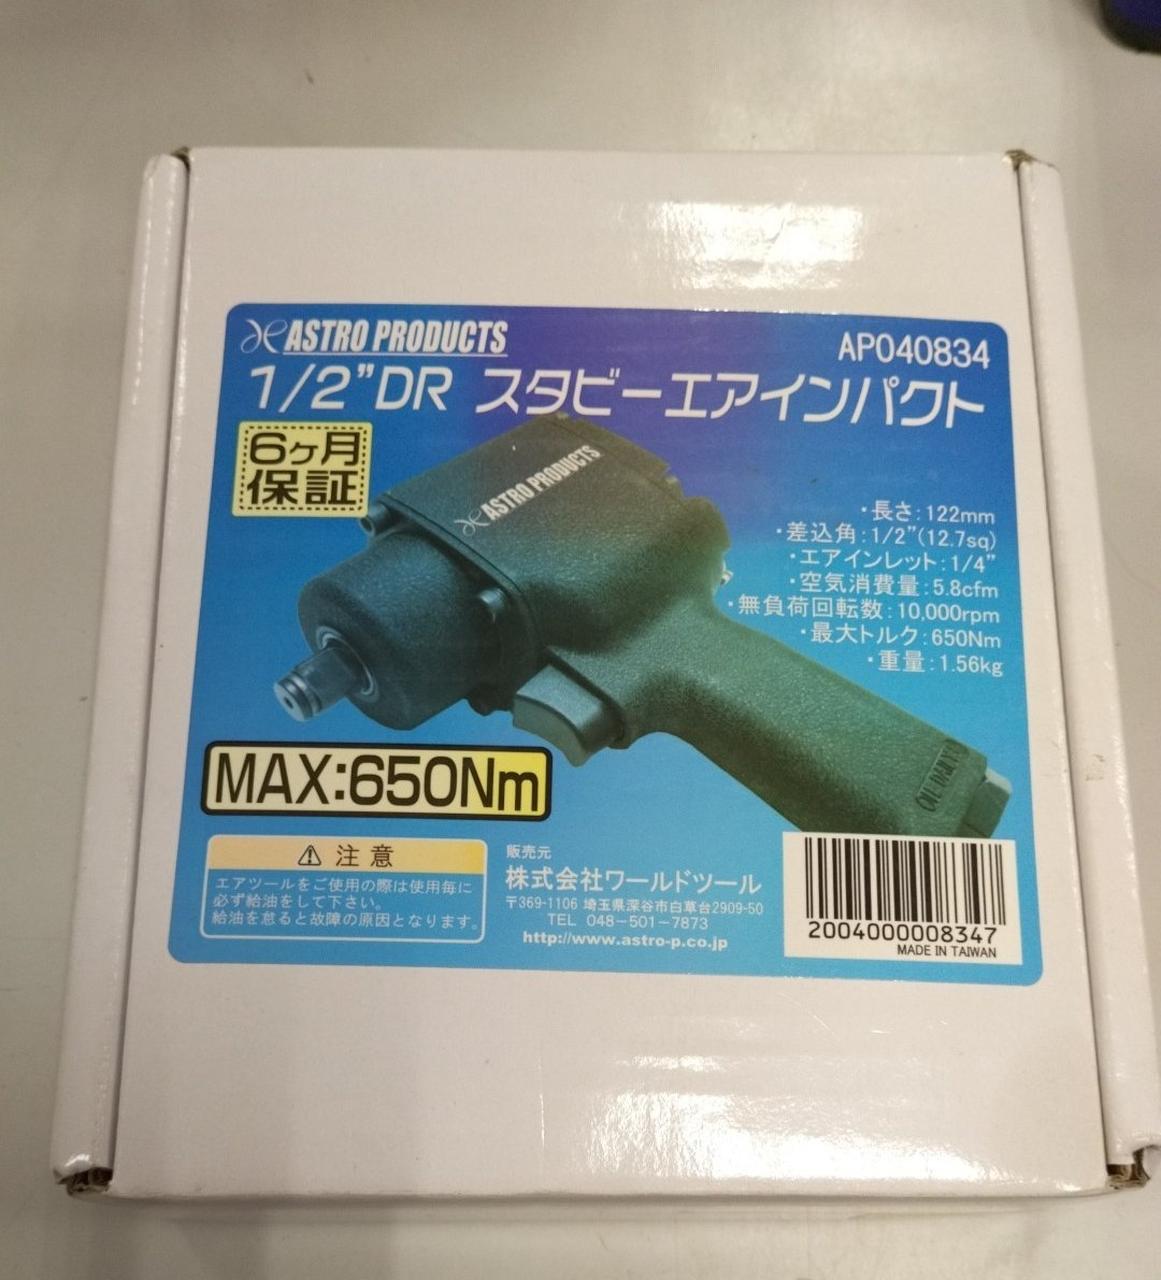 ASTRO PRODUCTS
AP040834
1/2”DR スタビーエアインパクト
6ヶ月
保証
ASTRO PRODUCTS
・長さ:122mm
・差込角:1/2”(12.7sq)
・エアインレット:1/4”
・空気消費量:5.8cfm
・無負荷回転数:10,000rpm
・最大トルク:650Nm
・重量:1.56kg
MAX:650Nm
⚠ 注意
エアツールをご使用の際は使用毎に
必ず給油をして下さい。
給油を怠ると故障の原因となります。
販売元
株式会社ワールドツール
〒369-1106 埼玉県深谷市白草台2909-50
TEL 048-501-7873
http://www.astro-p.co.jp
2004000008347
MADE IN TAIWAN